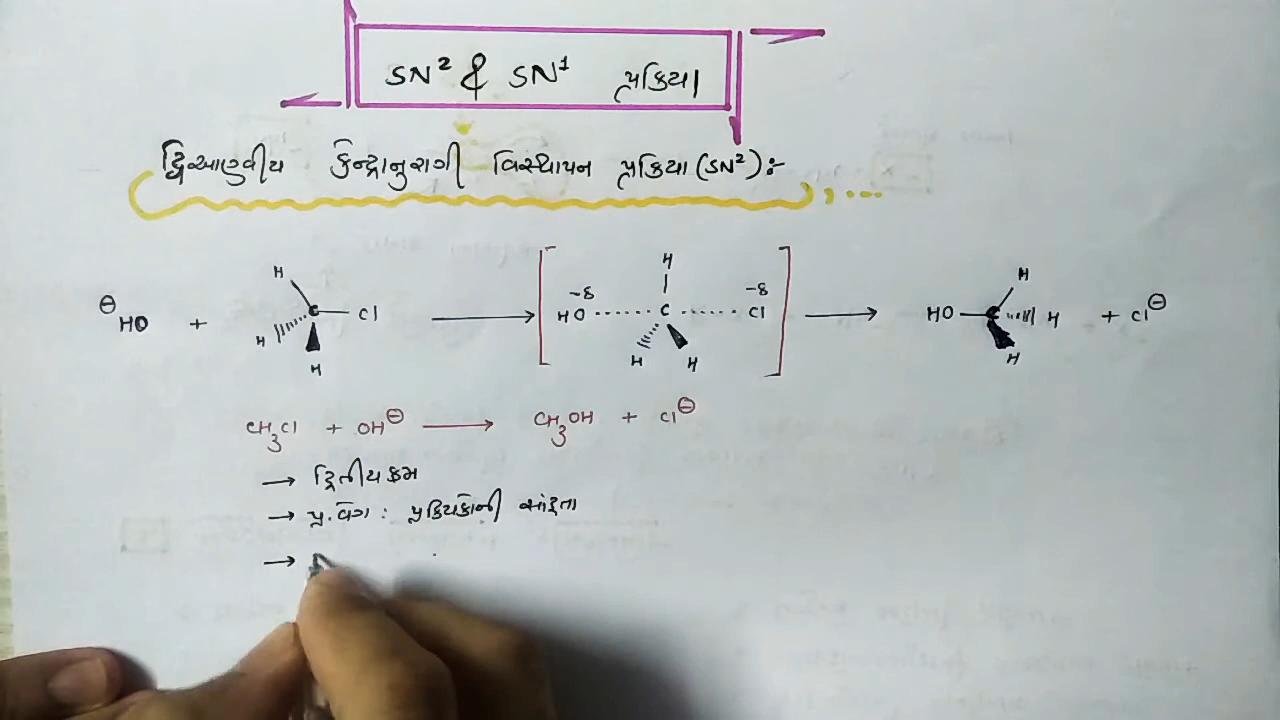 SN² & SN¹ પ્રક્રિયા
દ્વિઆણ્વીય કેન્દ્રાનુરાગી વિસ્થાપન પ્રક્રિયા (SN²) :-
⊖HO + H H H C Cl → [HO -δ C H H H Cl -δ] → HO C H H H + Cl⊖
CH₃Cl + OH⊖ → CH₃OH + Cl⊖
→ દ્વિતીય ક્રમ
→ પ્ર. વેગ : પ્રક્રિયકોની સાંદ્રતા
→